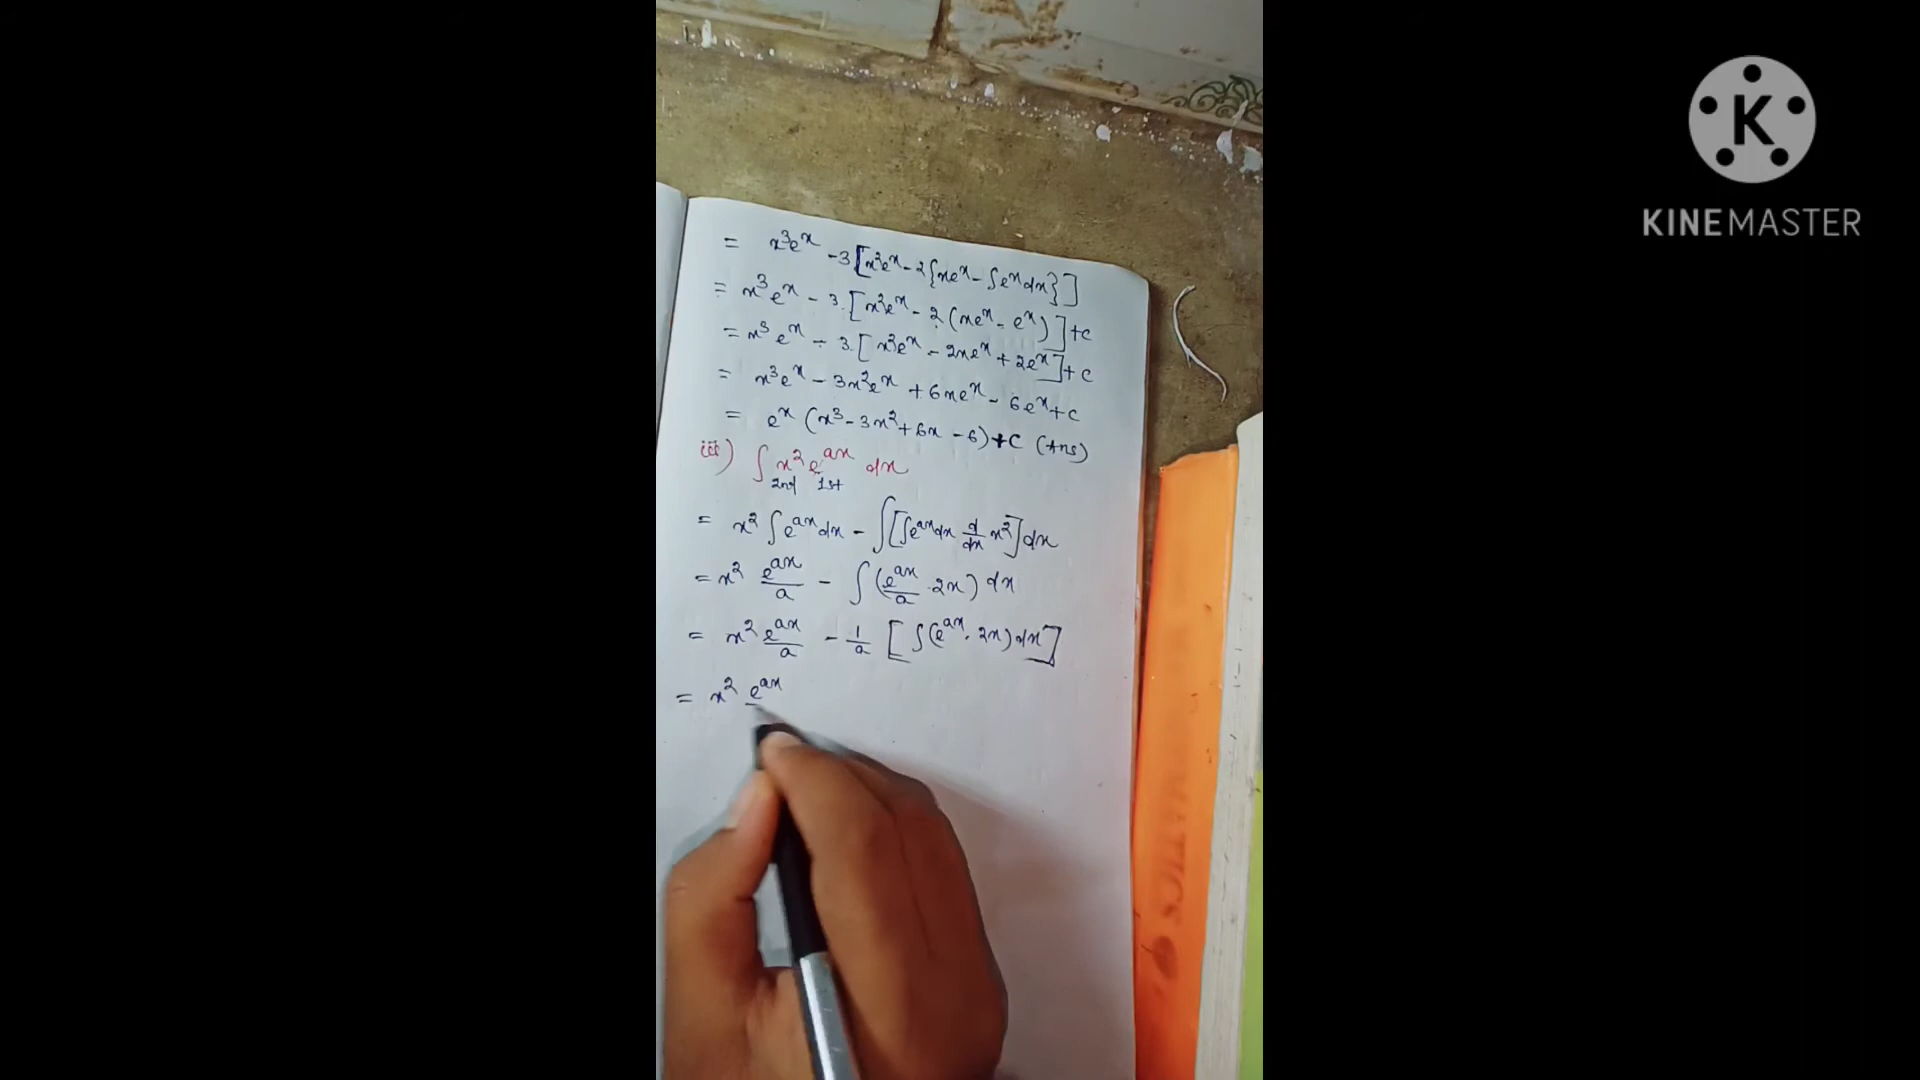 = x³eˣ - 3[x²eˣ - 2{xeˣ - ∫eˣdx}]
= x³eˣ - 3.[x²eˣ - 2(xeˣ - eˣ)]+c
= x³eˣ - 3.[x²eˣ - 2xeˣ + 2eˣ]+c
= x³eˣ - 3x²eˣ + 6xeˣ - 6eˣ+c
= eˣ(x³ - 3x² + 6x - 6)+C (Ans)
iii) ∫x²eᵃˣ dx
2nd 1st
= x²∫eᵃˣdx - ∫[∫eᵃˣdx d/dx x²]dx
= x² eᵃˣ/a - ∫(eᵃˣ/a · 2x) dx
= x² eᵃˣ/a - 1/a [∫(eᵃˣ · 2x)dx]
= x² eᵃˣ
K
KINEMASTER